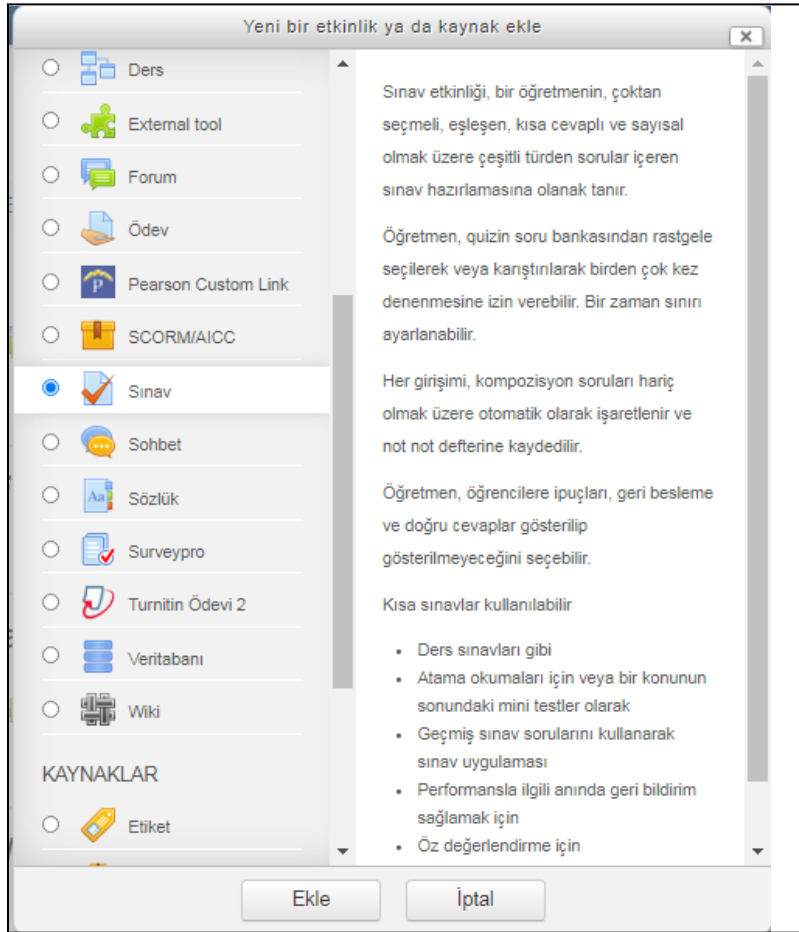 Yeni bir etkinlik ya da kaynak ekle
Ders
External tool
Forum
Ödev
Pearson Custom Link
SCORM/AICC
Sınav
Sohbet
Sözlük
Surveypro
Turnitin Ödevi 2
Veritabanı
Wiki
KAYNAKLAR
Etiket
Sınav etkinliği, bir öğretmenin, çoktan
seçmeli, eşleşen, kısa cevaplı ve sayısal
olmak üzere çeşitli türden sorular içeren
sınav hazırlamasına olanak tanır.
Öğretmen, quizin soru bankasından rastgele
seçilerek veya karıştırılarak birden çok kez
denenmesine izin verebilir. Bir zaman sınırı
ayarlanabilir.
Her girişimi, kompozisyon soruları hariç
olmak üzere otomatik olarak işaretlenir ve
not not defterine kaydedilir.
Öğretmen, öğrencilere ipuçları, geri besleme
ve doğru cevaplar gösterilip
gösterilmeyeceğini seçebilir.
Kısa sınavlar kullanılabilir
• Ders sınavları gibi
• Atama okumaları için veya bir konunun
sonundaki mini testler olarak
• Geçmiş sınav sorularını kullanarak
sınav uygulaması
• Performansla ilgili anında geri bildirim
sağlamak için
• Öz değerlendirme için
Ekle
İptal